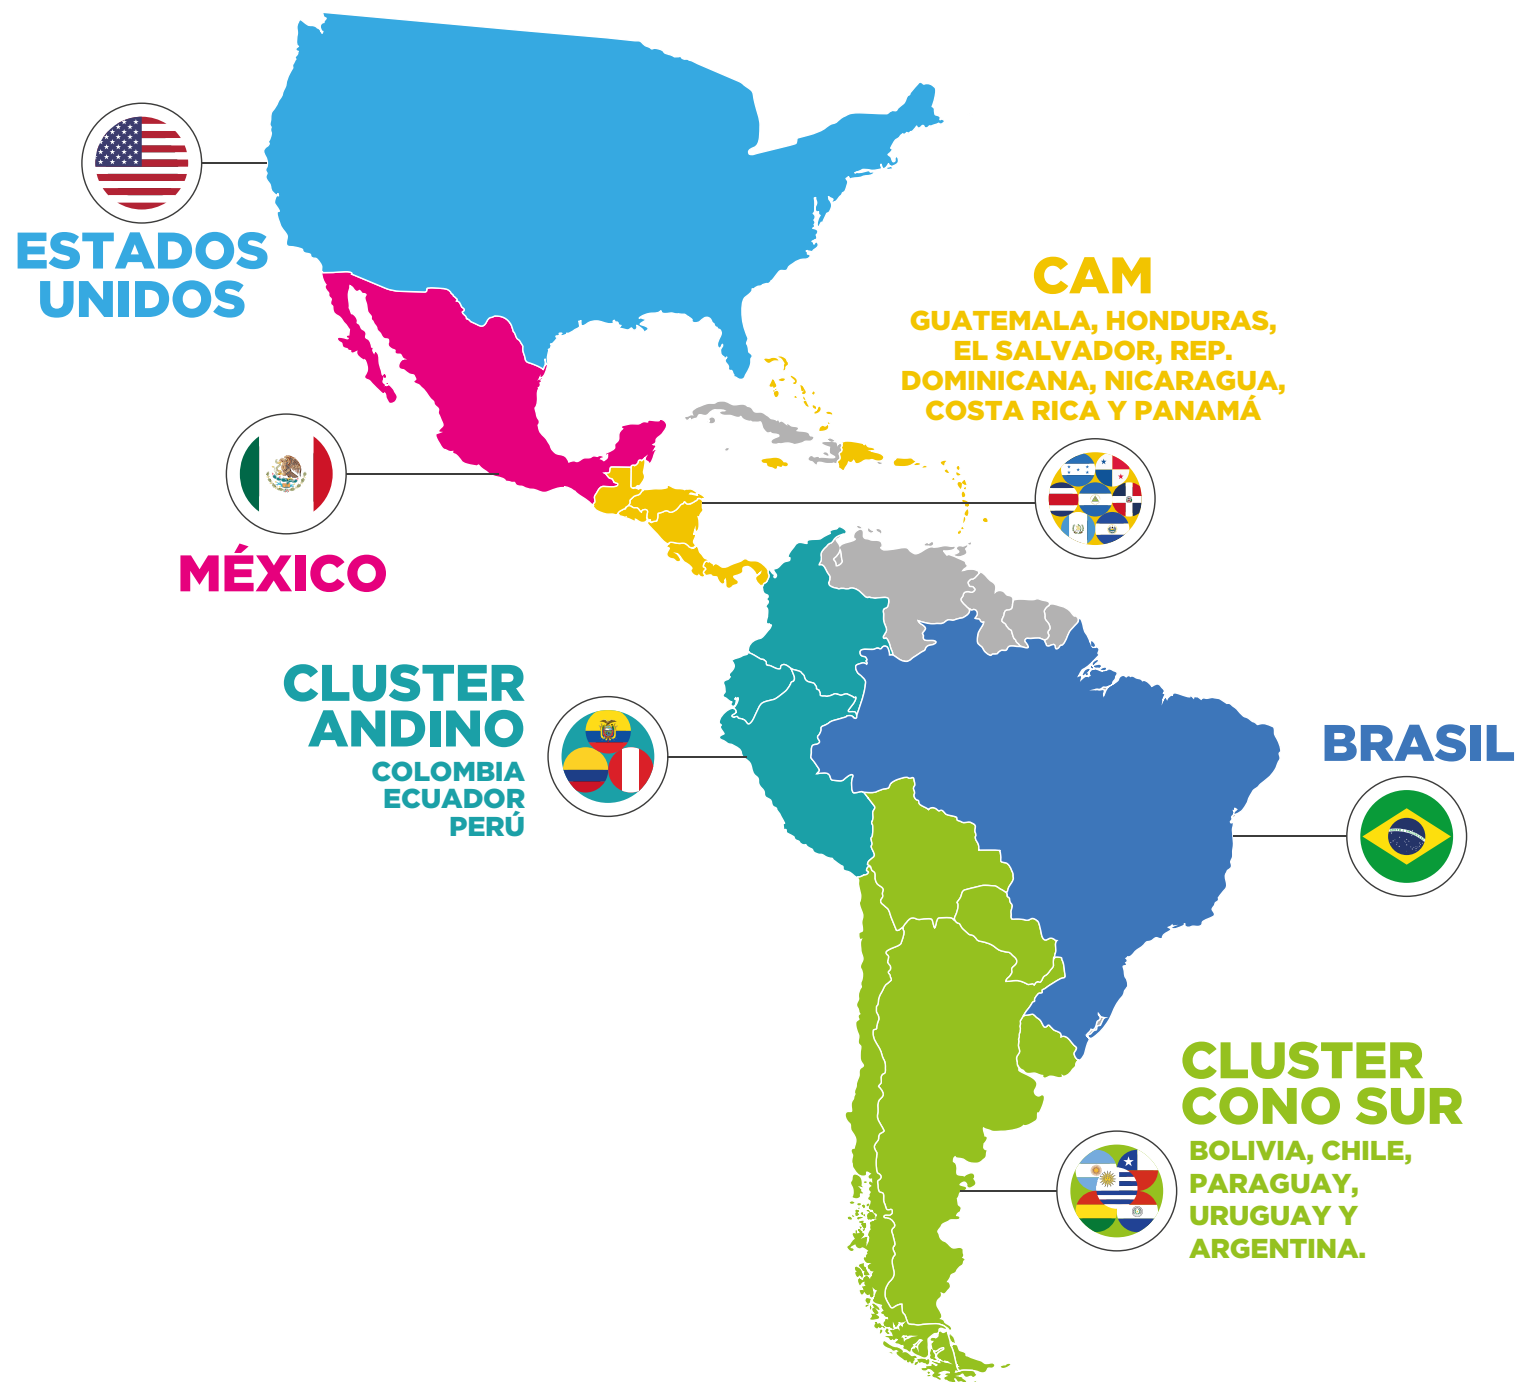 ESTADOS
UNIDOS
CAM
GUATEMALA, HONDURAS,
EL SALVADOR, REP.
DOMINICANA, NICARAGUA,
COSTA RICA Y PANAMÁ
MÉXICO
CLUSTER
ANDINO
COLOMBIA
ECUADOR
PERÚ
BRASIL
CLUSTER
CONO SUR
BOLIVIA, CHILE,
PARAGUAY,
URUGUAY Y
ARGENTINA.